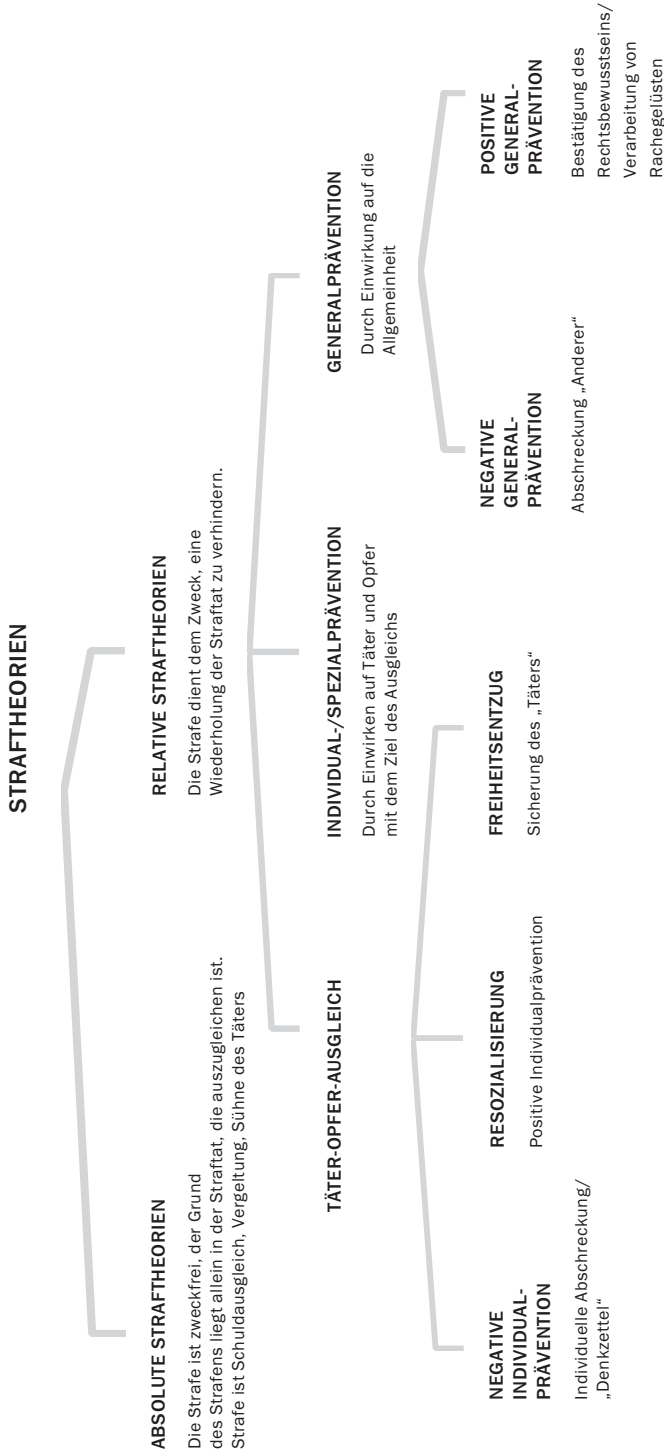 STRAFTHEORIEN
ABSOLUTE STRAFTHEORIEN
Die Strafe ist zweckfrei, der Grund
des Strafens liegt allein in der Straftat, die auszugleichen ist.
Strafe ist Schuldausgleich, Vergeltung, Sühne des Täters
RELATIVE STRAFTHEORIEN
Die Strafe dient dem Zweck, eine
Wiederholung der Straftat zu verhindern.
TÄTER-OPFER-AUSGLEICH
INDIVIDUAL-/SPEZIALPRÄVENTION
Durch Einwirken auf Täter und Opfer
mit dem Ziel des Ausgleichs
GENERALPRÄVENTION
Durch Einwirkung auf die
Allgemeinheit
NEGATIVE
INDIVIDUAL-
PRÄVENTION
Individuelle Abschreckung/
„Denkzettel“
RESOZIALISIERUNG
Positive Individualprävention
FREIHEITSENTZUG
Sicherung des „Täters“
NEGATIVE
GENERAL-
PRÄVENTION
Abschreckung „Anderer“
POSITIVE
GENERAL-
PRÄVENTION
Bestätigung des
Rechtsbewusstseins/
Verarbeitung von
Rachegelüsten